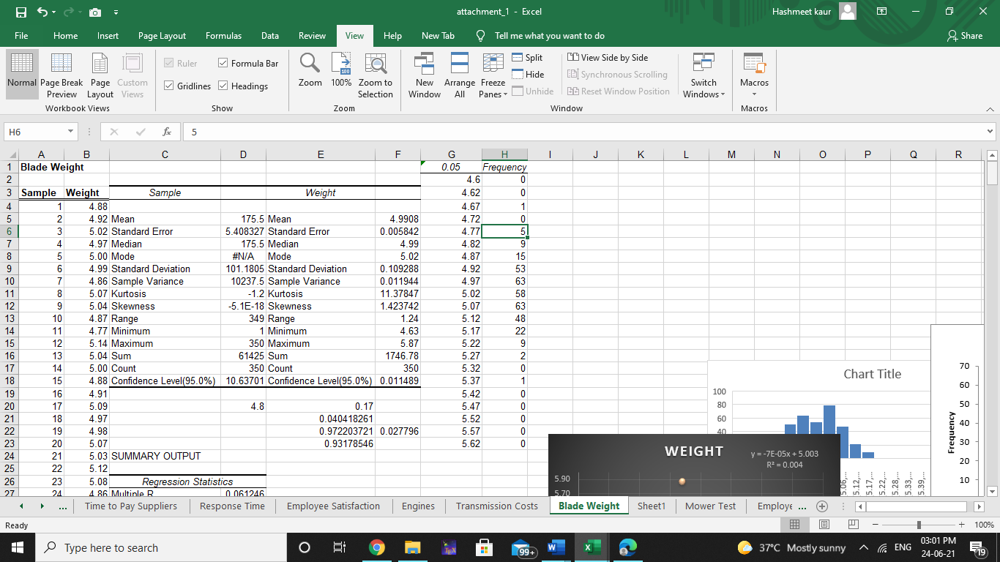 attachment_1 - Excel
Hashmeet kaur
File Home Insert Page Layout Formulas Data Review View Help New Tab Tell me what you want to do Share
Normal Page Break Preview Page Layout Custom Views
Workbook Views
Ruler Formula Bar
Gridlines Headings
Show
Zoom 100% 100 Zoom to Selection
Zoom
New Window Arrange All Freeze Panes
Split
Hide
Unhide
View Side by Side
Synchronous Scrolling
Reset Window Position
Window
Switch Windows
Macros
Macros
H6 fx 5
A B C D E F G H I J K L M N O P Q R
1 Blade Weight 0.05 Frequency
2 4.6 0
3 Sample Weight Sample Weight 4.62 0
4 1 4.88 4.67 1
5 2 4.92 Mean 175.5 Mean 4.9908 4.72 0
6 3 5.02 Standard Error 5.408327 Standard Error 0.005842 4.77 5
7 4 4.97 Median 175.5 Median 4.99 4.82 9
8 5 5.00 Mode #N/A Mode 5.02 4.87 15
9 6 4.99 Standard Deviation 101.1805 Standard Deviation 0.109288 4.92 53
10 7 4.86 Sample Variance 10237.5 Sample Variance 0.011944 4.97 63
11 8 5.07 Kurtosis -1.2 Kurtosis 11.37847 5.02 58
12 9 5.04 Skewness -5.1E-18 Skewness 1.423742 5.07 63
13 10 4.87 Range 349 Range 1.24 5.12 48
14 11 4.77 Minimum 1 Minimum 4.63 5.17 22
15 12 5.14 Maximum 350 Maximum 5.87 5.22 9
16 13 5.04 Sum 61425 Sum 1746.78 5.27 2
17 14 5.00 Count 350 Count 350 5.32 0
18 15 4.88 Confidence Level(95.0%) 10.63701 Confidence Level(95.0%) 0.011489 5.37 1
19 16 4.91 5.42 0
20 17 5.09 4.8 0.17 5.47 0
21 18 4.97 0.040418261 5.52 0
22 19 4.98 0.972203721 0.027796 5.57 0
23 20 5.07 0.93178546 5.62 0
24 21 5.03 SUMMARY OUTPUT
25 22 5.12
26 23 5.08 Regression Statistics
27 24 4.86 Multiple R 0.061246
Chart Title
100
80
60
40
5.06,... 5.12,... 5.17,... 5.22,... 5.28,... 5.33,... 5.39,...
WEIGHT
y = -7E-05x + 5.003
R² = 0.004
5.90
5.70
Frequency
70
60
50
40
30
20
10
... Time to Pay Suppliers Response Time Employee Satisfaction Engines Transmission Costs Blade Weight Sheet1 Mower Test Employe ...
Ready 100%
Type here to search
99+
37°C Mostly sunny ENG
03:01 PM
24-06-21
19